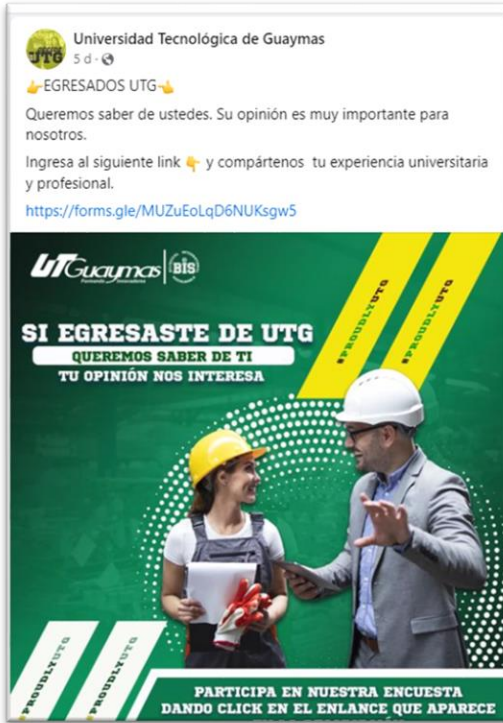 Universidad Tecnológica de Guaymas
5 d ·
👉EGRESADOS UTG👈
Queremos saber de ustedes. Su opinión es muy importante para
nosotros.
Ingresa al siguiente link 👇 y compártenos tu experiencia universitaria
y profesional.
https://forms.gle/MUZuEoLqD6NUKsgw5
UTGuaymas BIS
Formando Innovadores
SI EGRESASTE DE UTG
QUEREMOS SABER DE TI
TU OPINIÓN NOS INTERESA
#PROUDLYUTG
#PROUDLYUTG
#PROUDLYUTG
#PROUDLYUTG
PARTICIPA EN NUESTRA ENCUESTA
DANDO CLICK EN EL ENLANCE QUE APARECE